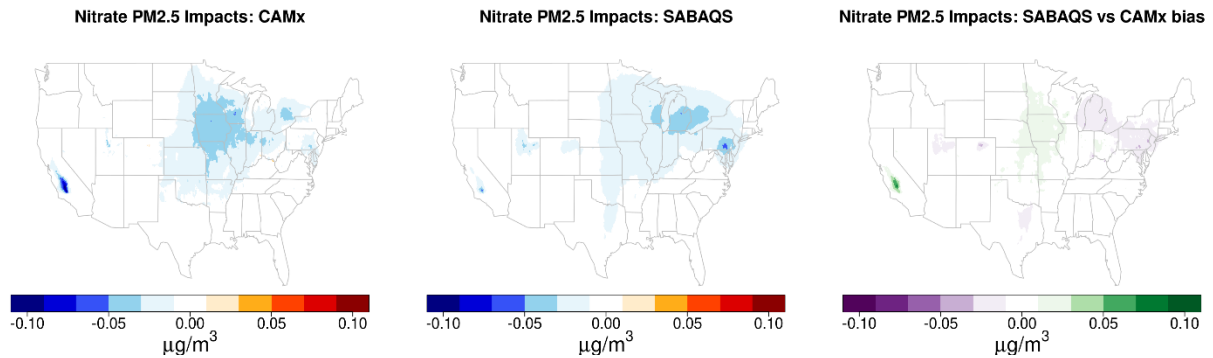 Nitrate PM2.5 Impacts: CAMx
Nitrate PM2.5 Impacts: SABAQS
Nitrate PM2.5 Impacts: SABAQS vs CAMx bias
-0.10 -0.05 0.00 0.05 0.10
μg/m³
-0.10 -0.05 0.00 0.05 0.10
μg/m³
-0.10 -0.05 0.00 0.05 0.10
μg/m³